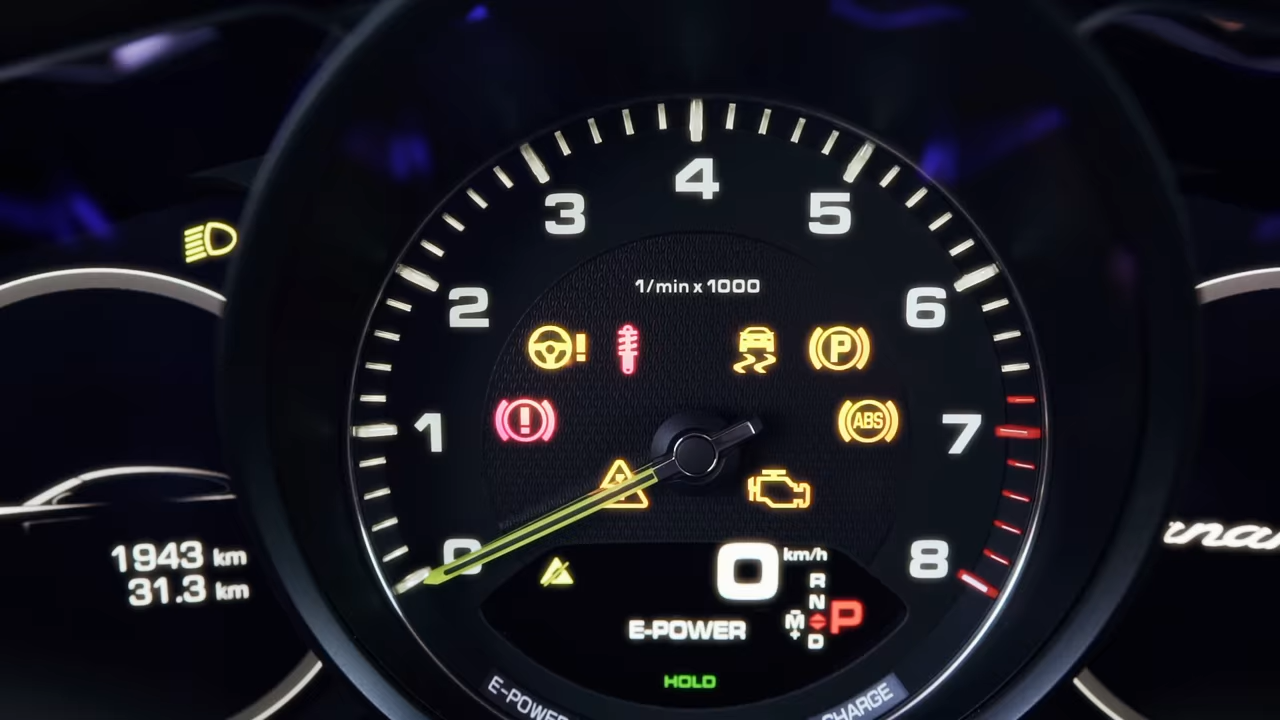 4
3
5
1/min x 1000
2
6
!
P
!
ABS
1
7
0
8
1943 km
31.3 km
0 km/h
R
N
M
+
P
D
E-POWER
HOLD
E-POWER
CHARGE